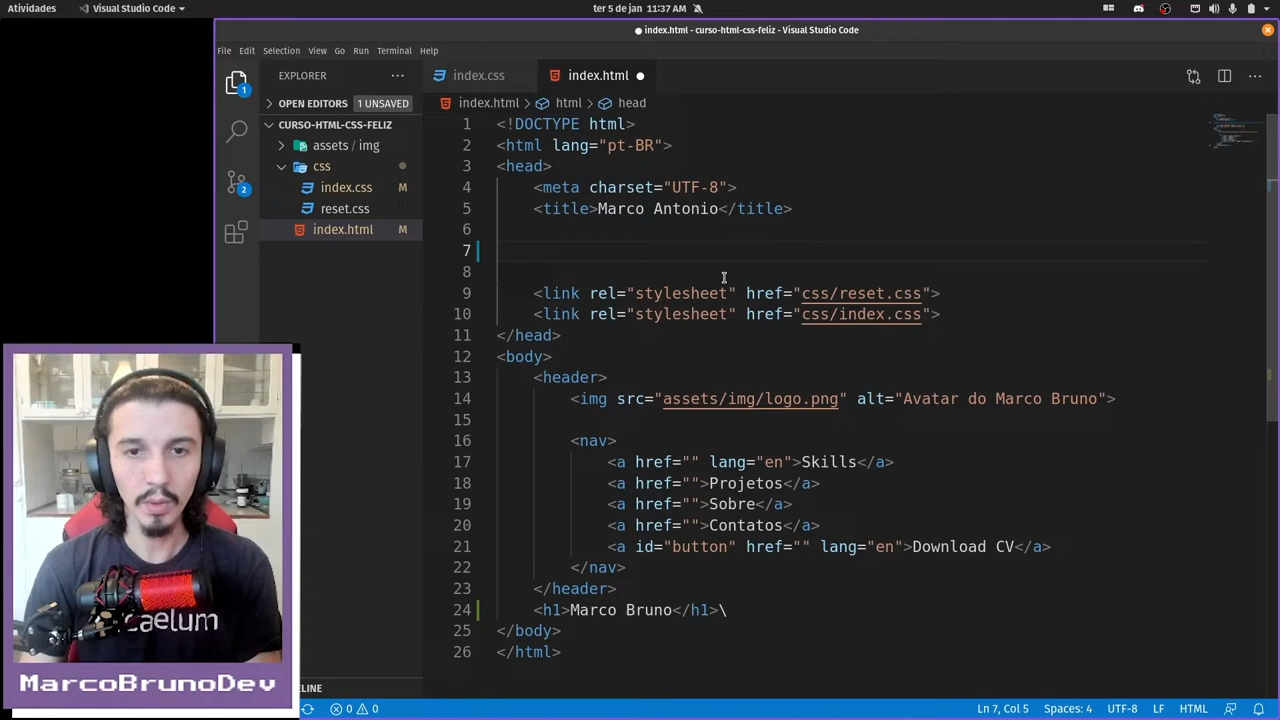 Atividades
Visual Studio Code
ter 5 de jan 11:37 AM
● index.html - curso-html-css-feliz - Visual Studio Code
File Edit Selection View Go Run Terminal Help
EXPLORER
index.css
index.html ●
OPEN EDITORS 1 UNSAVED
index.html > html > head
CURSO-HTML-CSS-FELIZ
assets / img
css
index.css M
reset.css
index.html M
1
2
1 <!DOCTYPE html>
2 <html lang="pt-BR">
3 <head>
4 <meta charset="UTF-8">
5 <title>Marco Antonio</title>
6
7
8
9 <link rel="stylesheet" href="css/reset.css">
10 <link rel="stylesheet" href="css/index.css">
11 </head>
12 <body>
13 <header>
14 <img src="assets/img/logo.png" alt="Avatar do Marco Bruno">
15
16 <nav>
17 <a href="" lang="en">Skills</a>
18 <a href="">Projetos</a>
19 <a href="">Sobre</a>
20 <a href="">Contatos</a>
21 <a id="button" href="" lang="en">Download CV</a>
22 </nav>
23 </header>
24 <h1>Marco Bruno</h1>\
25 </body>
26 </html>
caelum
MarcoBrunoDev
LINE
0 0
Ln 7, Col 5 Spaces: 4 UTF-8 LF HTML